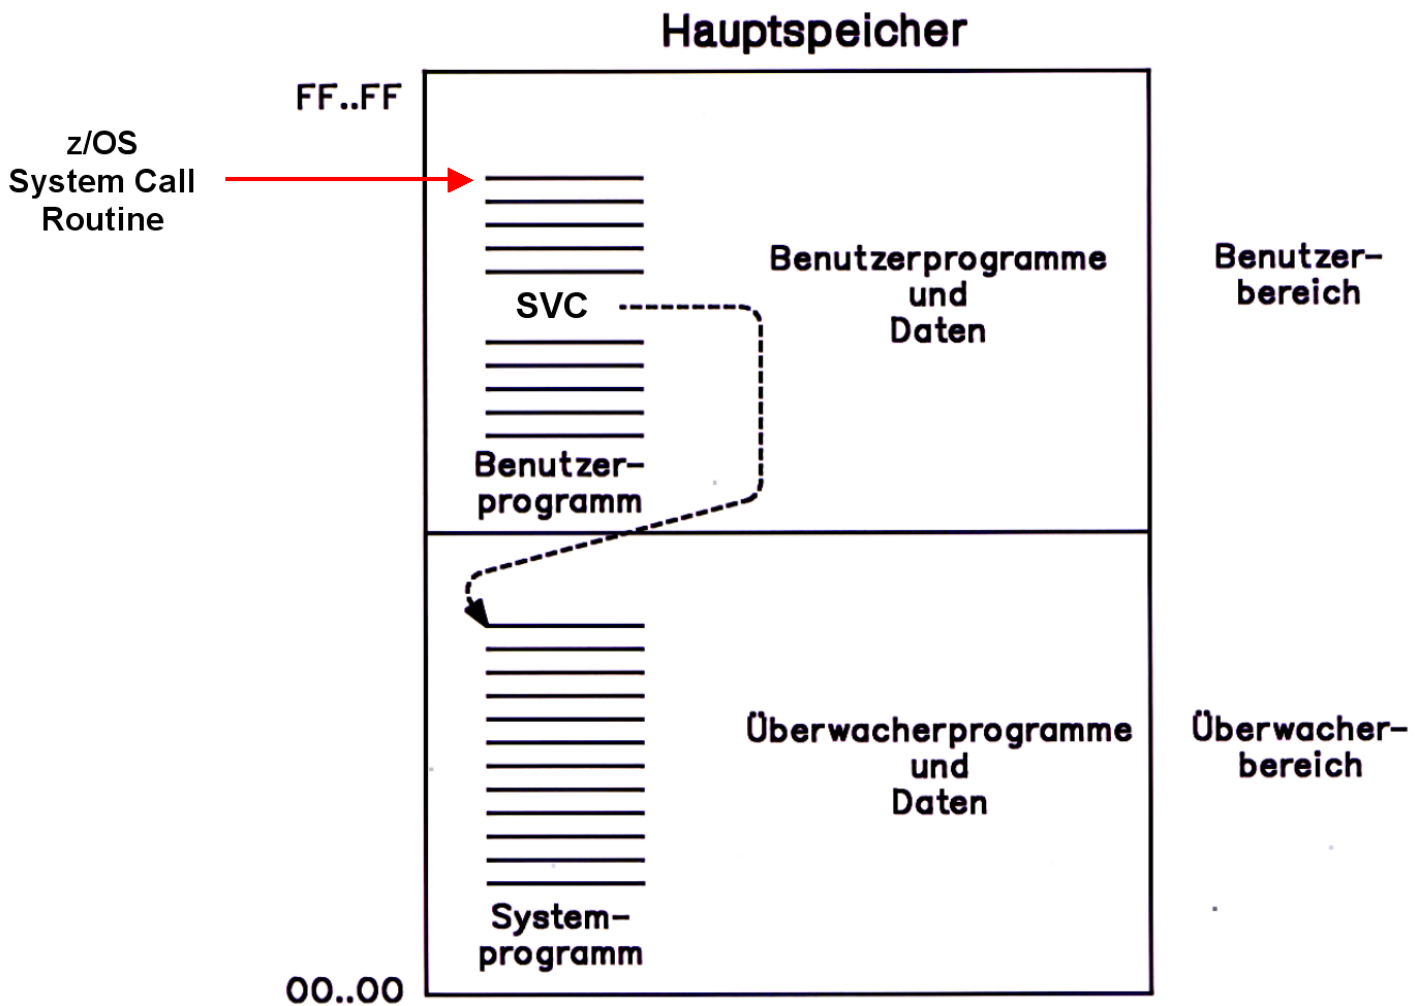 Hauptspeicher
FF..FF
z/OS
System Call
Routine
SVC
Benutzerprogramme
und
Daten
Benutzer-
bereich
Benutzer-
programm
Überwacherprogramme
und
Daten
Überwacher-
bereich
System-
programm
00..00